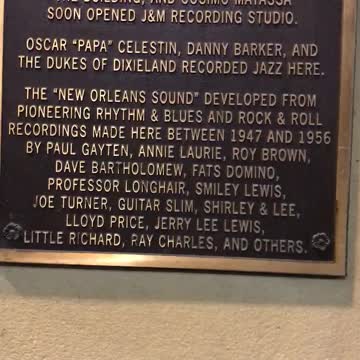 THE BUILDING, AND COSIMO MATASSA
SOON OPENED J&M RECORDING STUDIO.
OSCAR "PAPA" CELESTIN, DANNY BARKER, AND
THE DUKES OF DIXIELAND RECORDED JAZZ HERE.
THE "NEW ORLEANS SOUND" DEVELOPED FROM
PIONEERING RHYTHM & BLUES AND ROCK & ROLL
RECORDINGS MADE HERE BETWEEN 1947 AND 1956
BY PAUL GAYTEN, ANNIE LAURIE, ROY BROWN,
DAVE BARTHOLOMEW, FATS DOMINO,
PROFESSOR LONGHAIR, SMILEY LEWIS,
JOE TURNER, GUITAR SLIM, SHIRLEY & LEE,
LLOYD PRICE, JERRY LEE LEWIS,
LITTLE RICHARD, RAY CHARLES, AND OTHERS.